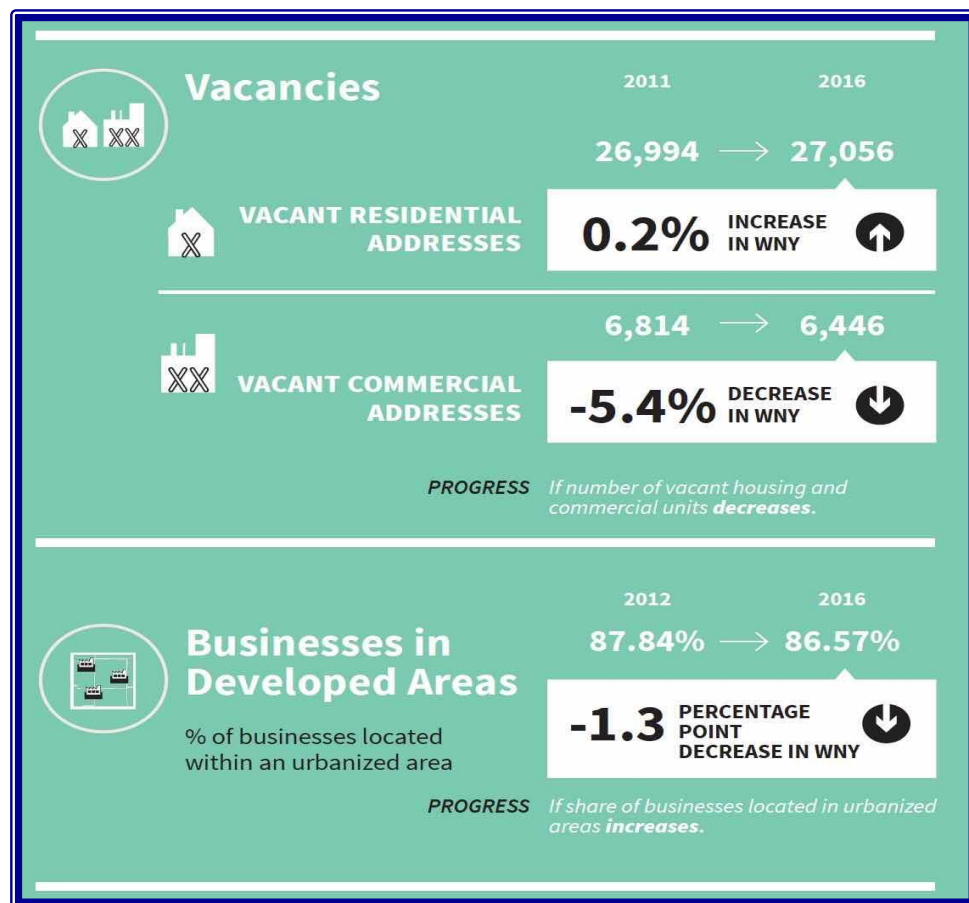 Vacancies
2011 2016
26,994 → 27,056
VACANT RESIDENTIAL
ADDRESSES
0.2% INCREASE
IN WNY
6,814 → 6,446
VACANT COMMERCIAL
ADDRESSES
-5.4% DECREASE
IN WNY
PROGRESS If number of vacant housing and
commercial units decreases.
2012 2016
87.84% → 86.57%
Businesses in
Developed Areas
% of businesses located
within an urbanized area
-1.3 PERCENTAGE
POINT
DECREASE IN WNY
PROGRESS If share of businesses located in urbanized
areas increases.